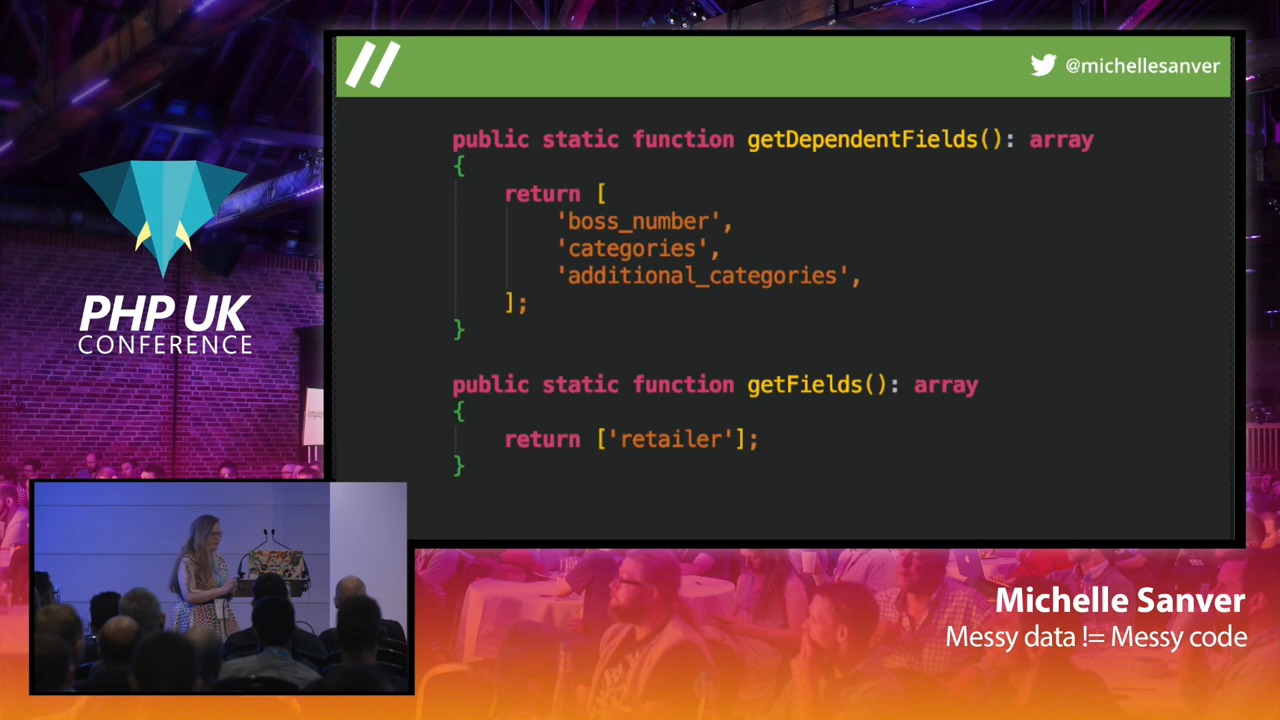 //
@michellesanver
public static function getDependentFields(): array
{
return [
'boss_number',
'categories',
'additional_categories',
];
}
public static function getFields(): array
{
return ['retailer'];
}
PHP UK
CONFERENCE
Michelle Sanver
Messy data != Messy code